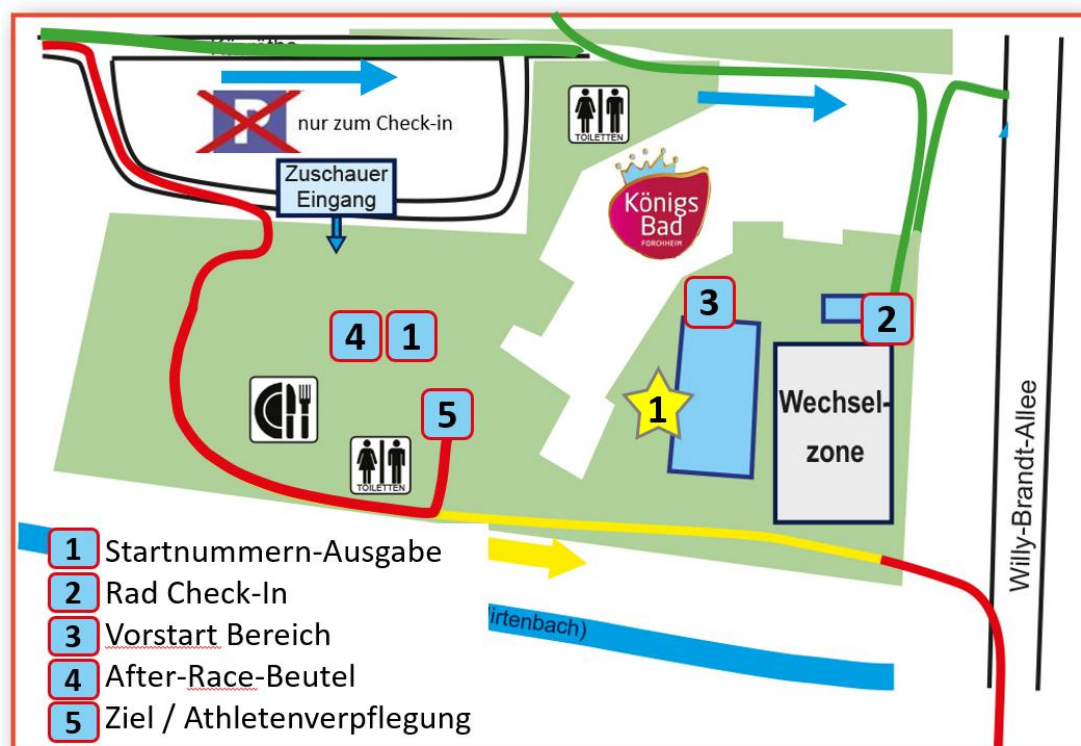 nur zum Check-in
TOILETTEN
Zuschauer
Eingang
Königs
Bad
FORCHHEIM
3
2
4 1
1
Wechsel-
zone
5
TOILETTEN
Willy-Brandt-Allee
1 Startnummern-Ausgabe
2 Rad Check-In
3 Vorstart Bereich
irtenbach)
4 After-Race-Beutel
5 Ziel / Athletenverpflegung